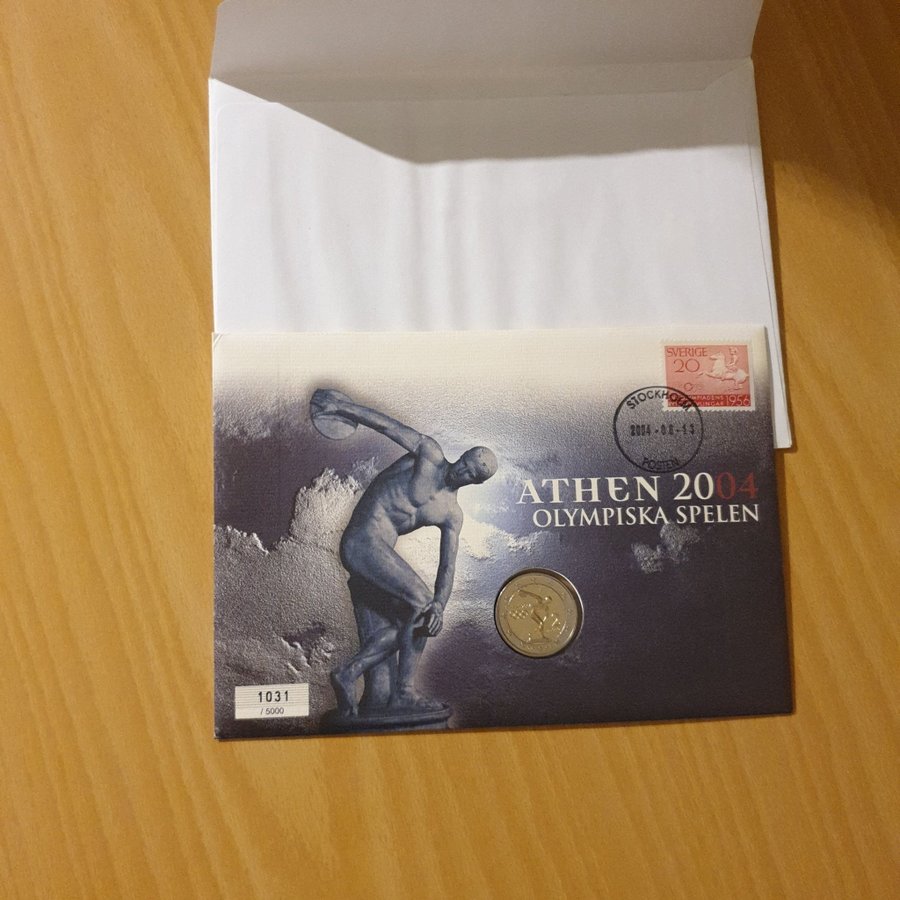 SVERIGE
20
1956
STOCKHOLM
POSTEN
ATHEN 2004
OLYMPISKA SPELEN
1031
/ 5000